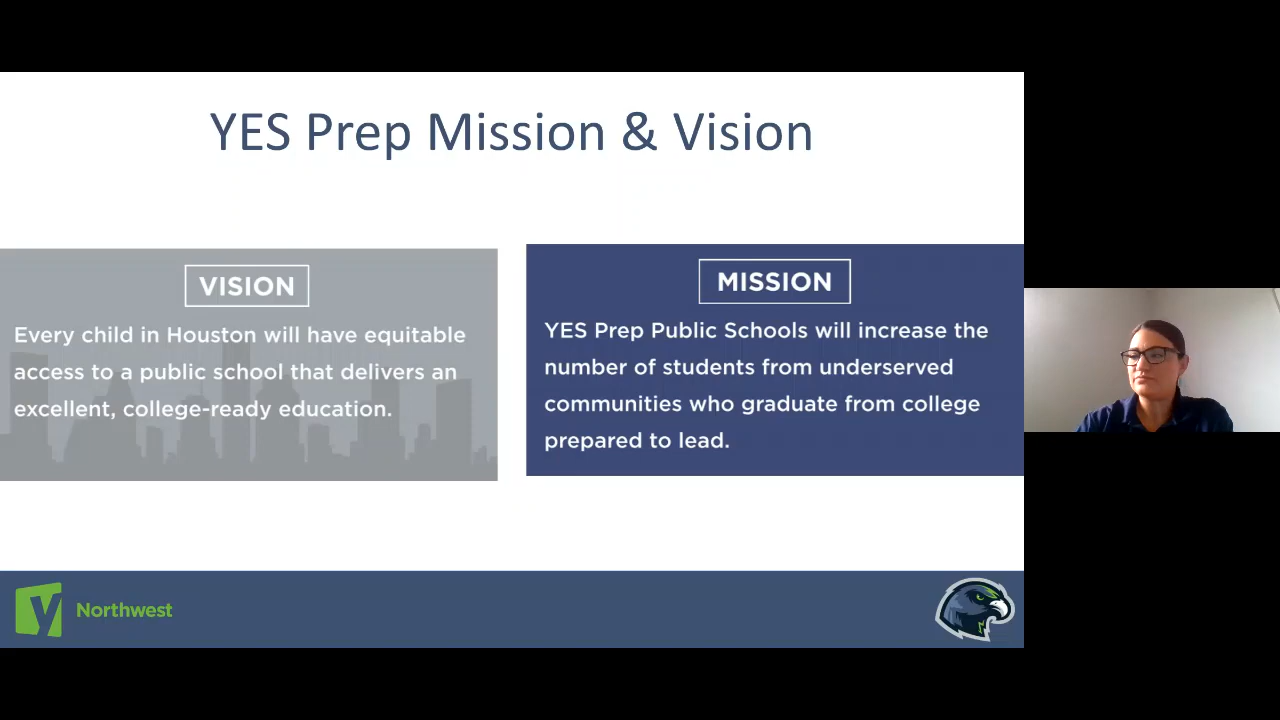 YES Prep Mission & Vision
VISION
Every child in Houston will have equitable
access to a public school that delivers an
excellent, college-ready education.
MISSION
YES Prep Public Schools will increase the
number of students from underserved
communities who graduate from college
prepared to lead.
Y Northwest